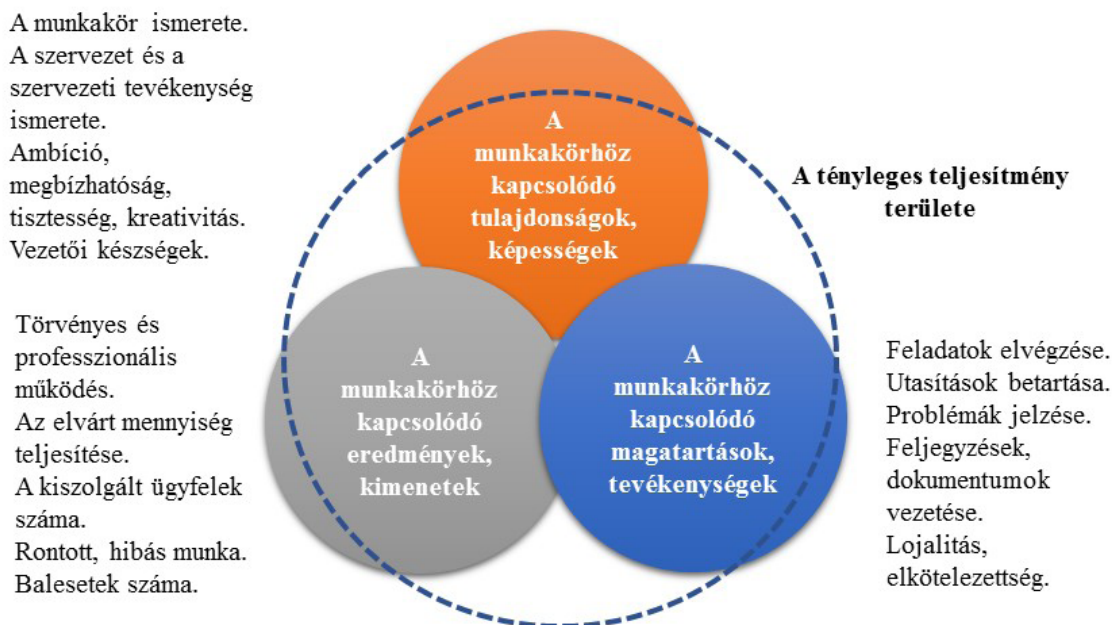 A munkakör ismerete.
A szervezet és a
szervezeti tevékenység
ismerete.
Ambíció,
megbízhatóság,
tisztesség, kreativitás.
Vezetői készségek.
A
munkakörhöz
kapcsolódó
tulajdonságok,
képességek
A tényleges teljesítmény
területe
Törvényes és
professzionális
működés.
Az elvárt mennyiség
teljesítése.
A kiszolgált ügyfelek
száma.
Rontott, hibás munka.
Balesetek száma.
A
munkakörhöz
kapcsolódó
eredmények,
kimenetek
A
munkakörhöz
kapcsolódó
magatartások,
tevékenységek
Feladatok elvégzése.
Utasítások betartása.
Problémák jelzése.
Feljegyzések,
dokumentumok
vezetése.
Lojalitás,
elkötelezettség.